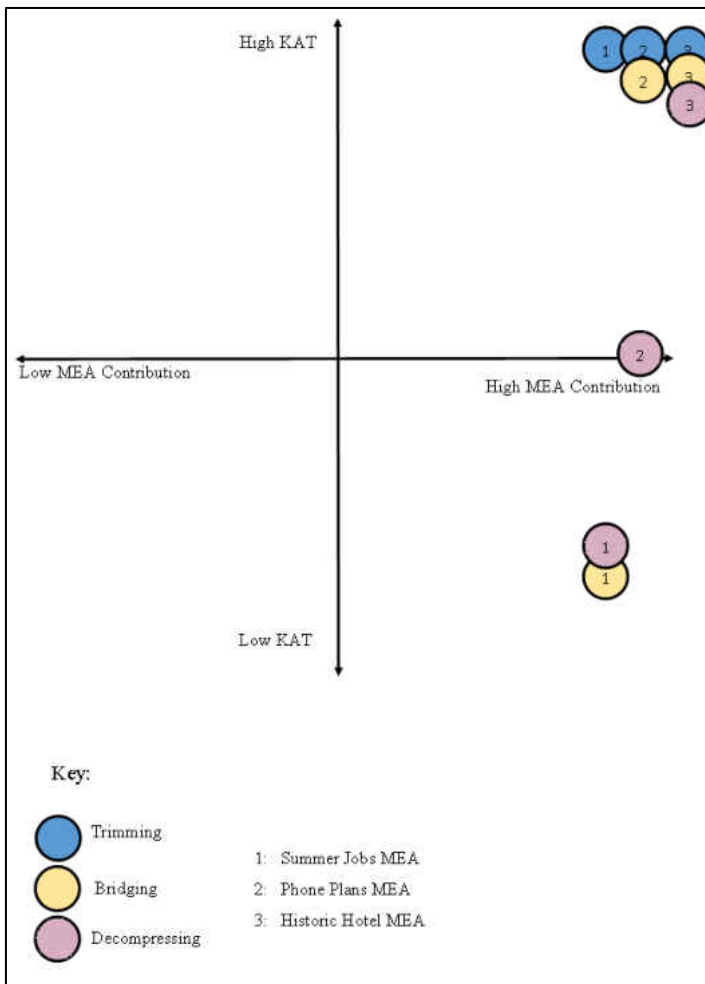 High KAT
1 2 3
2 3
3
2
Low MEA Contribution
High MEA Contribution
1
1
Low KAT
Key:
Trimming
Bridging
Decompressing
1: Summer Jobs MEA
2: Phone Plans MEA
3: Historic Hotel MEA